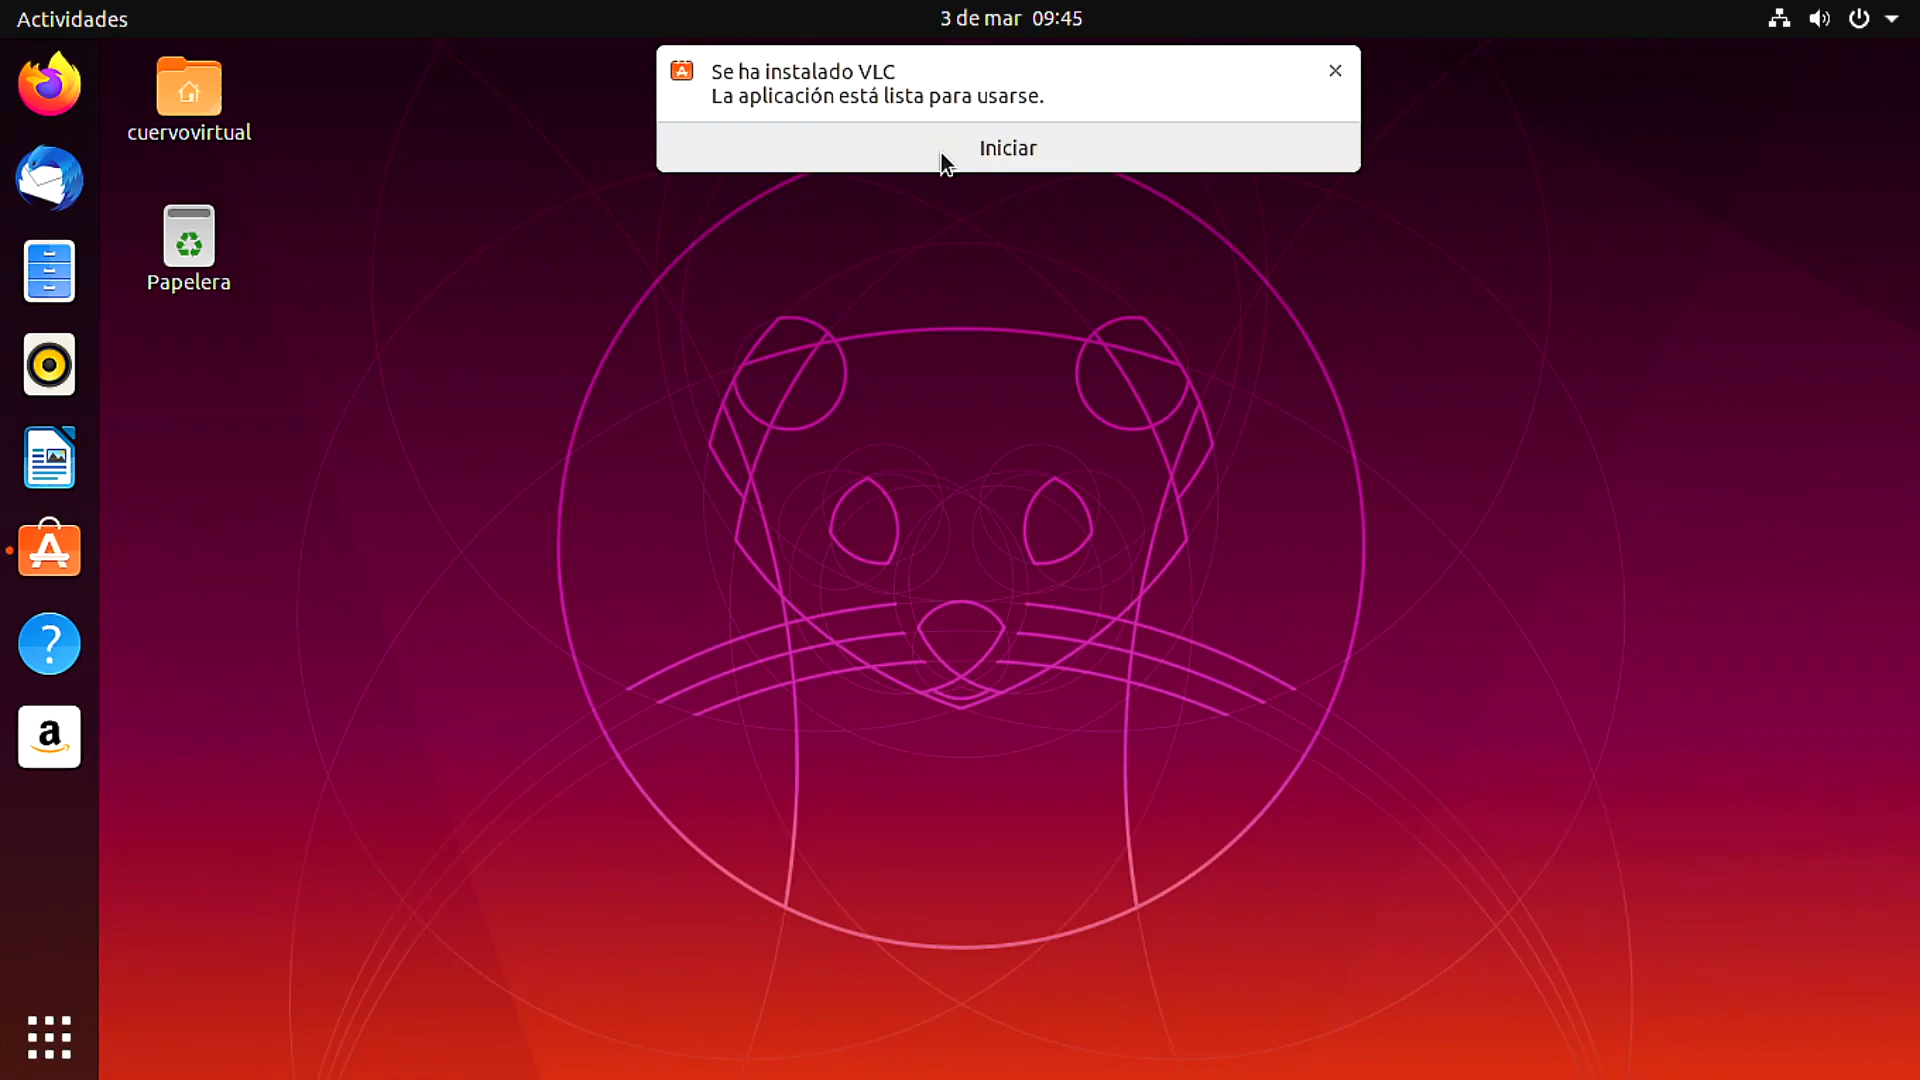 Actividades
3 de mar 09:45
cuervovirtual
Papelera
Se ha instalado VLC
La aplicación está lista para usarse.
Iniciar